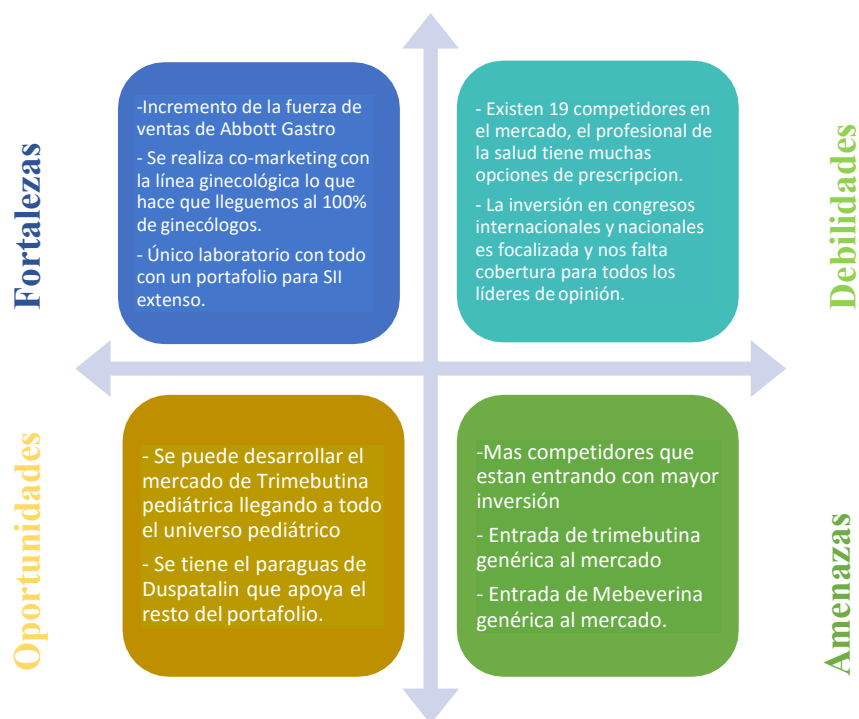 Fortalezas
-Incremento de la fuerza de
ventas de Abbott Gastro
- Se realiza co-marketing con
la línea ginecológica lo que
hace que lleguemos al 100%
de ginecólogos.
- Único laboratorio con todo
con un portafolio para SII
extenso.
- Existen 19 competidores en
el mercado, el profesional de
la salud tiene muchas
opciones de prescripcion.
- La inversión en congresos
internacionales y nacionales
es focalizada y nos falta
cobertura para todos los
líderes de opinión.
Debilidades
Oportunidades
- Se puede desarrollar el
mercado de Trimebutina
pediátrica llegando a todo
el universo pediátrico
- Se tiene el paraguas de
Duspatalin que apoya el
resto del portafolio.
-Mas competidores que
estan entrando con mayor
inversión
- Entrada de trimebutina
genérica al mercado
- Entrada de Mebeverina
genérica al mercado.
Amenazas